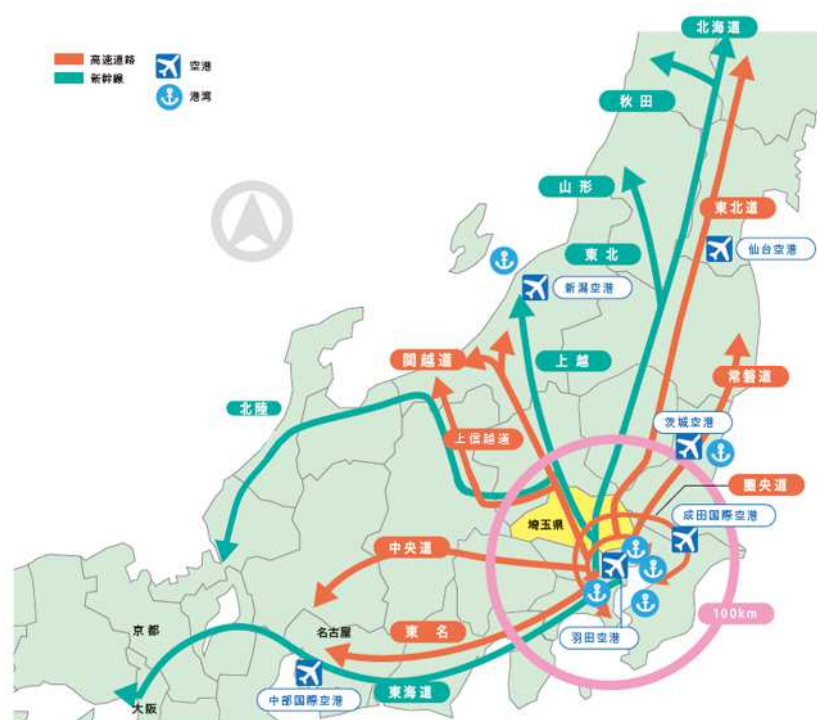 北海道
高速道路
空港
新幹線
港湾
秋田
山形
東北道
東北
仙台空港
新潟空港
関越道
上越
常磐道
北陸
上信越道
茨城空港
圏央道
埼玉県
成田国際空港
中央道
100km
京都
名古屋
東名
羽田空港
東海道
中部国際空港
大阪